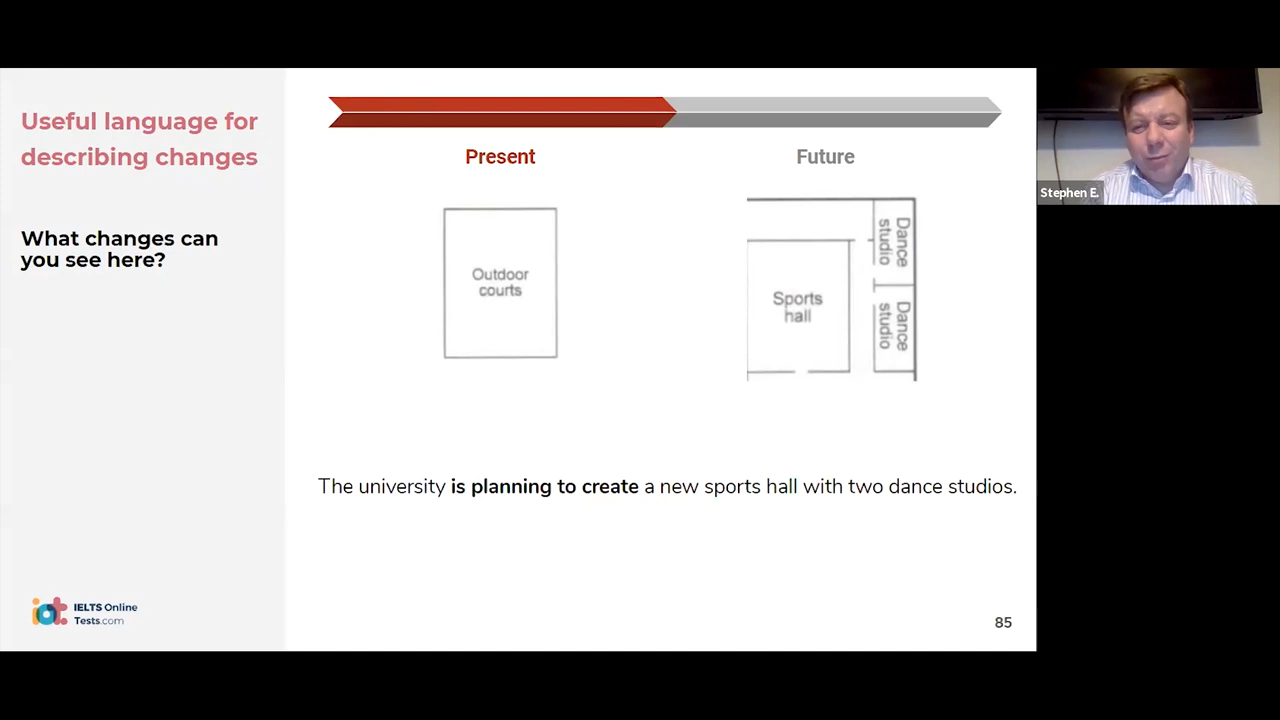 Useful language for
describing changes
What changes can
you see here?
Present
Future
Outdoor
courts
Sports
hall
Dance
studio
Dance
studio
The university is planning to create a new sports hall with two dance studios.
iot
IELTS Online
Tests.com
85
Stephen E.